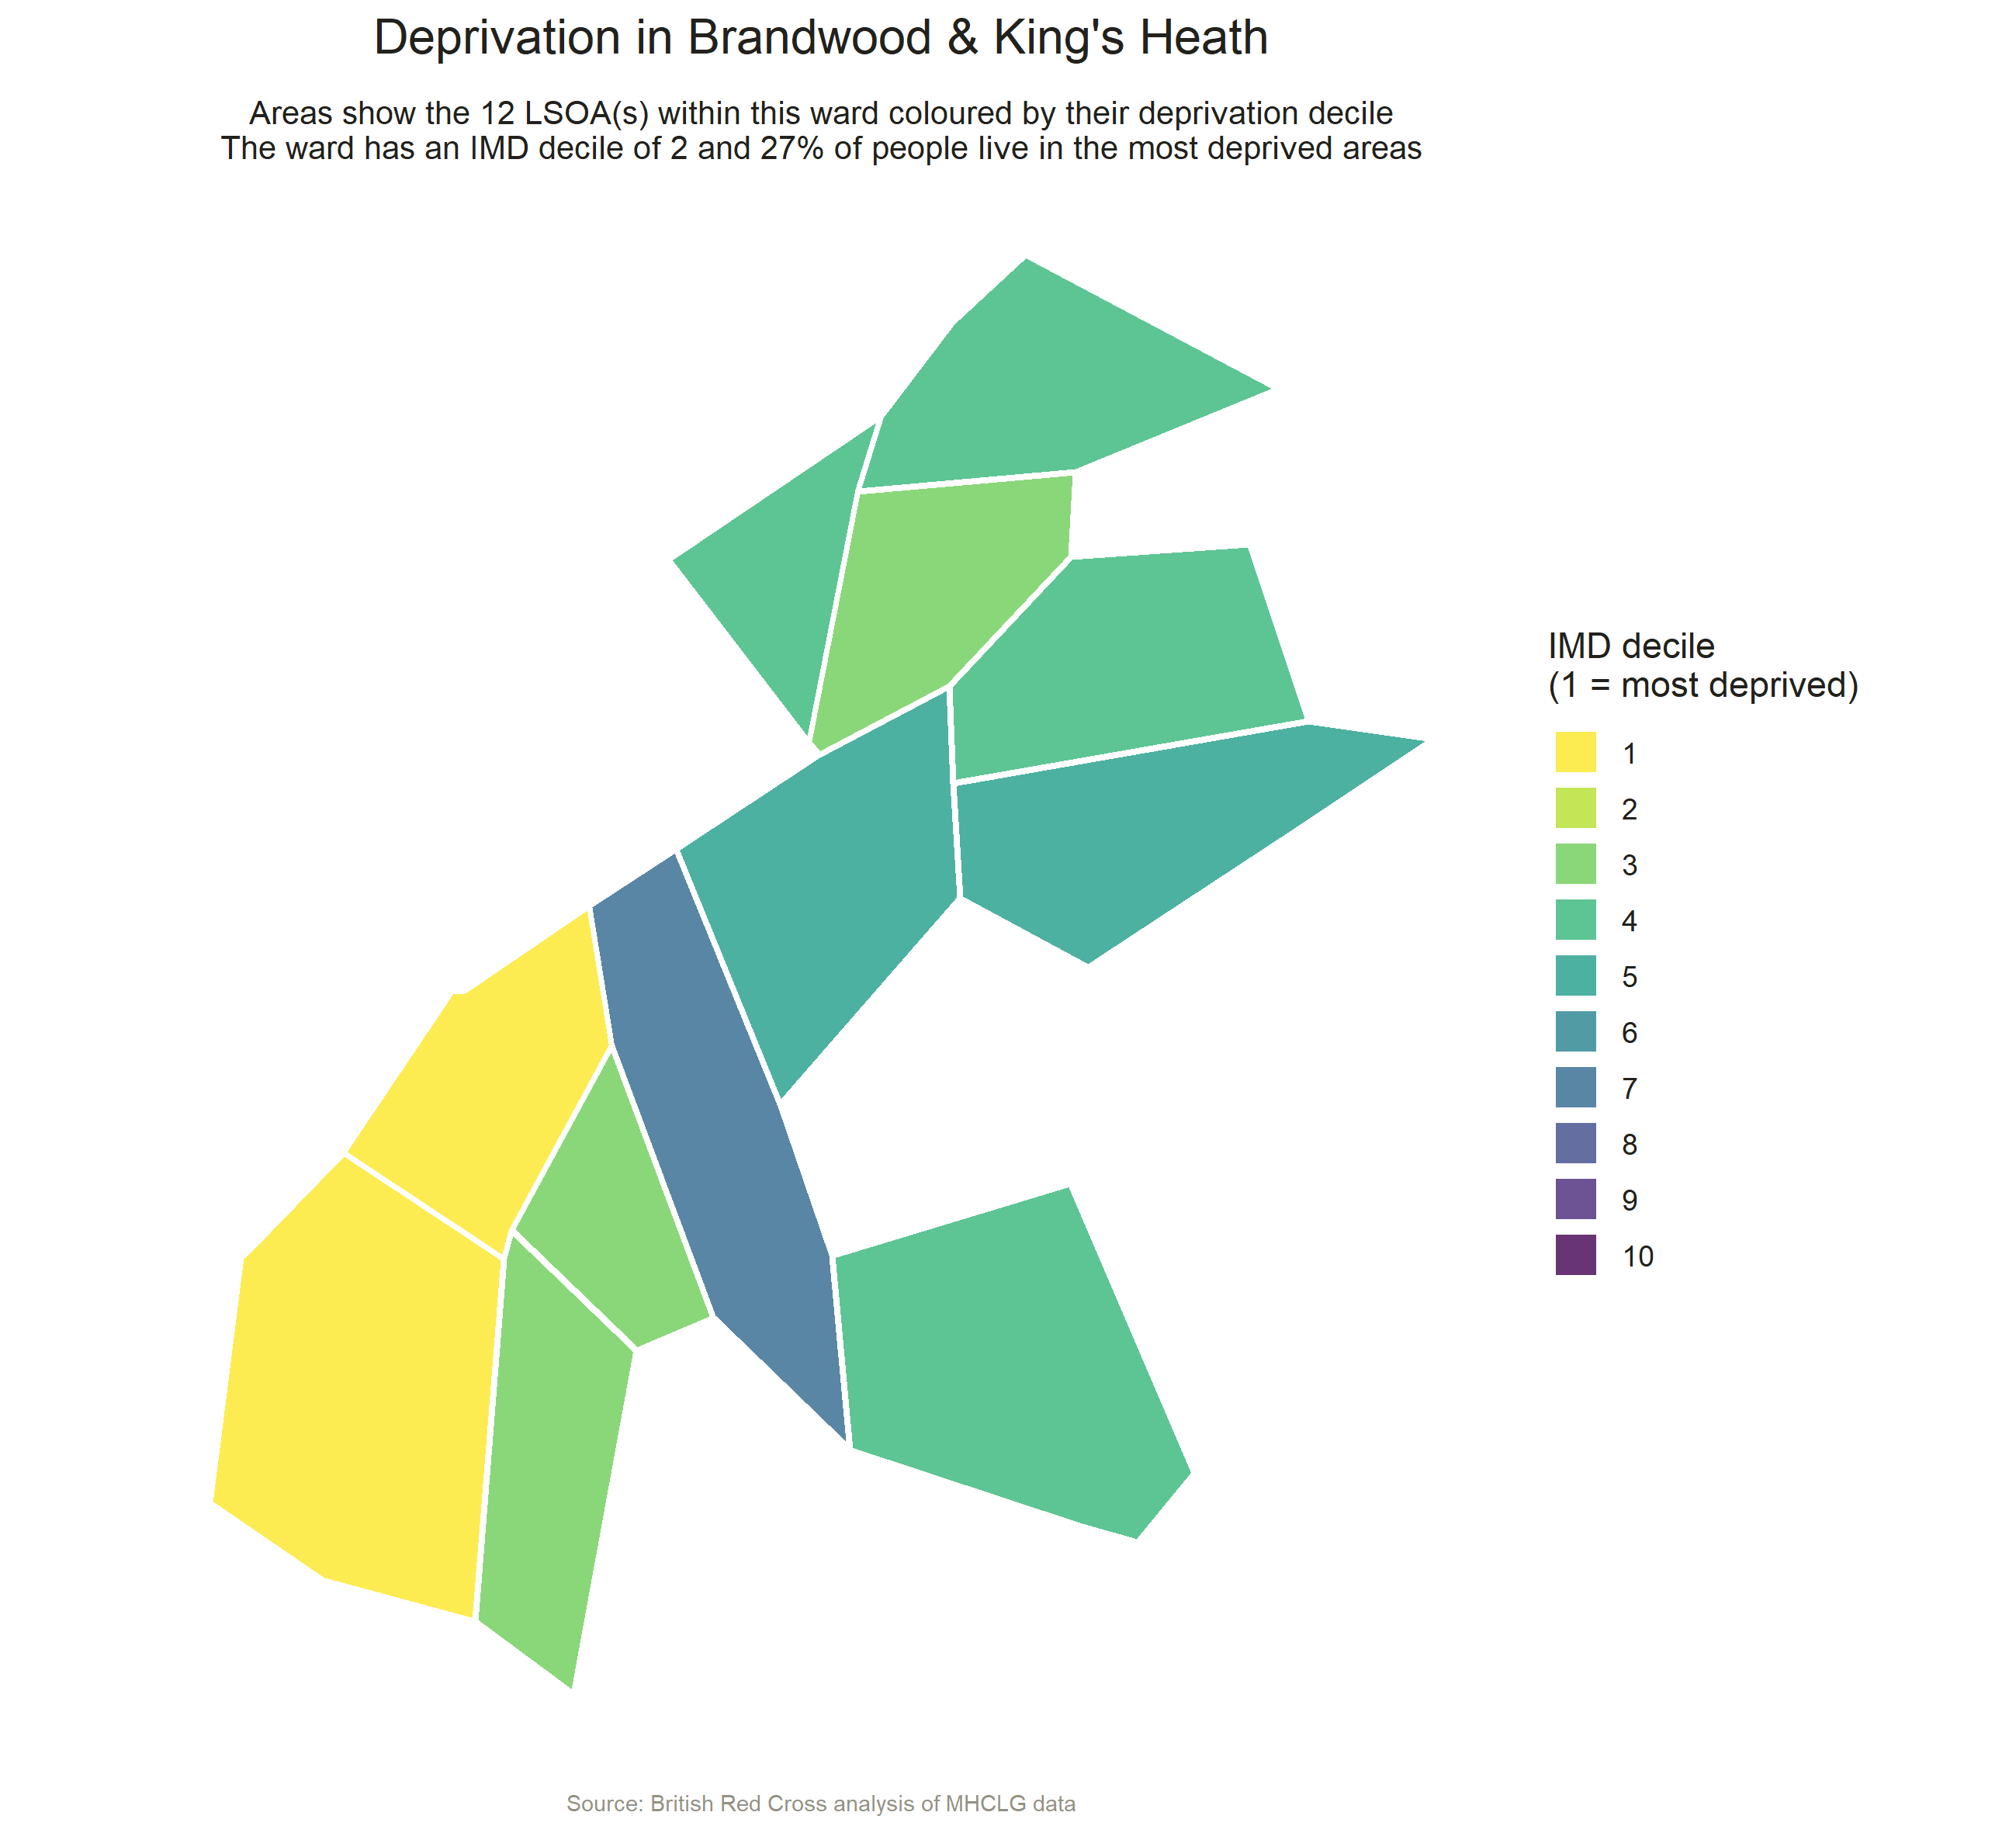 Deprivation in Brandwood & King's Heath
Areas show the 12 LSOA(s) within this ward coloured by their deprivation decile
The ward has an IMD decile of 2 and 27% of people live in the most deprived areas
IMD decile
(1 = most deprived)
1
2
3
4
5
6
7
8
9
10
Source: British Red Cross analysis of MHCLG data